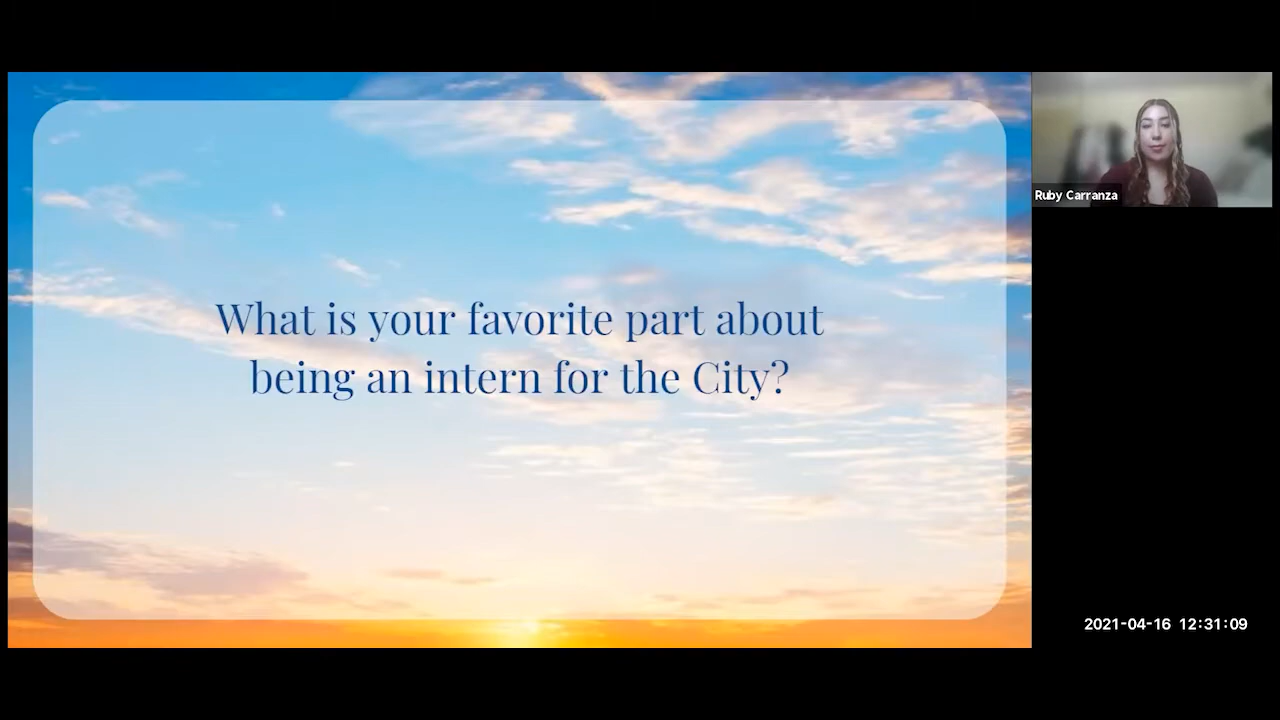 What is your favorite part about
being an intern for the City?
Ruby Carranza
2021-04-16 12:31:09